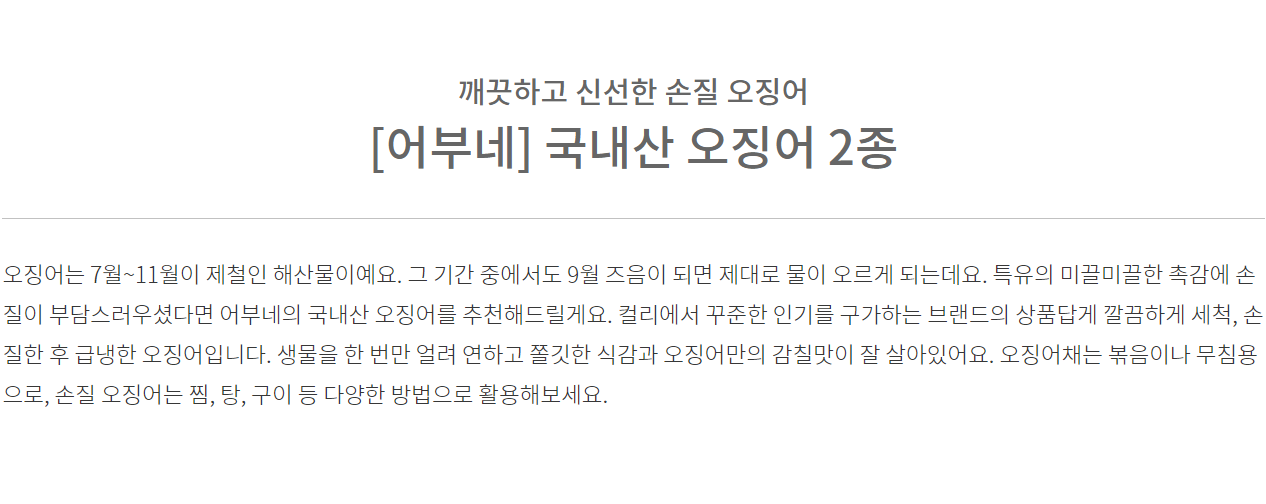 깨끗하고 신선한 손질 오징어
[어부네] 국내산 오징어 2종
오징어는 7월~11월이 제철인 해산물이예요. 그 기간 중에서도 9월 즈음이 되면 제대로 물이 오르게 되는데요. 특유의 미끌미끌한 촉감에 손
질이 부담스러우셨다면 어부네의 국내산 오징어를 추천해드릴게요. 컬리에서 꾸준한 인기를 구가하는 브랜드의 상품답게 깔끔하게 세척, 손
질한 후 급냉한 오징어입니다. 생물을 한 번만 얼려 연하고 쫄깃한 식감과 오징어만의 감칠맛이 잘 살아있어요. 오징어채는 볶음이나 무침용
으로, 손질 오징어는 찜, 탕, 구이 등 다양한 방법으로 활용해보세요.